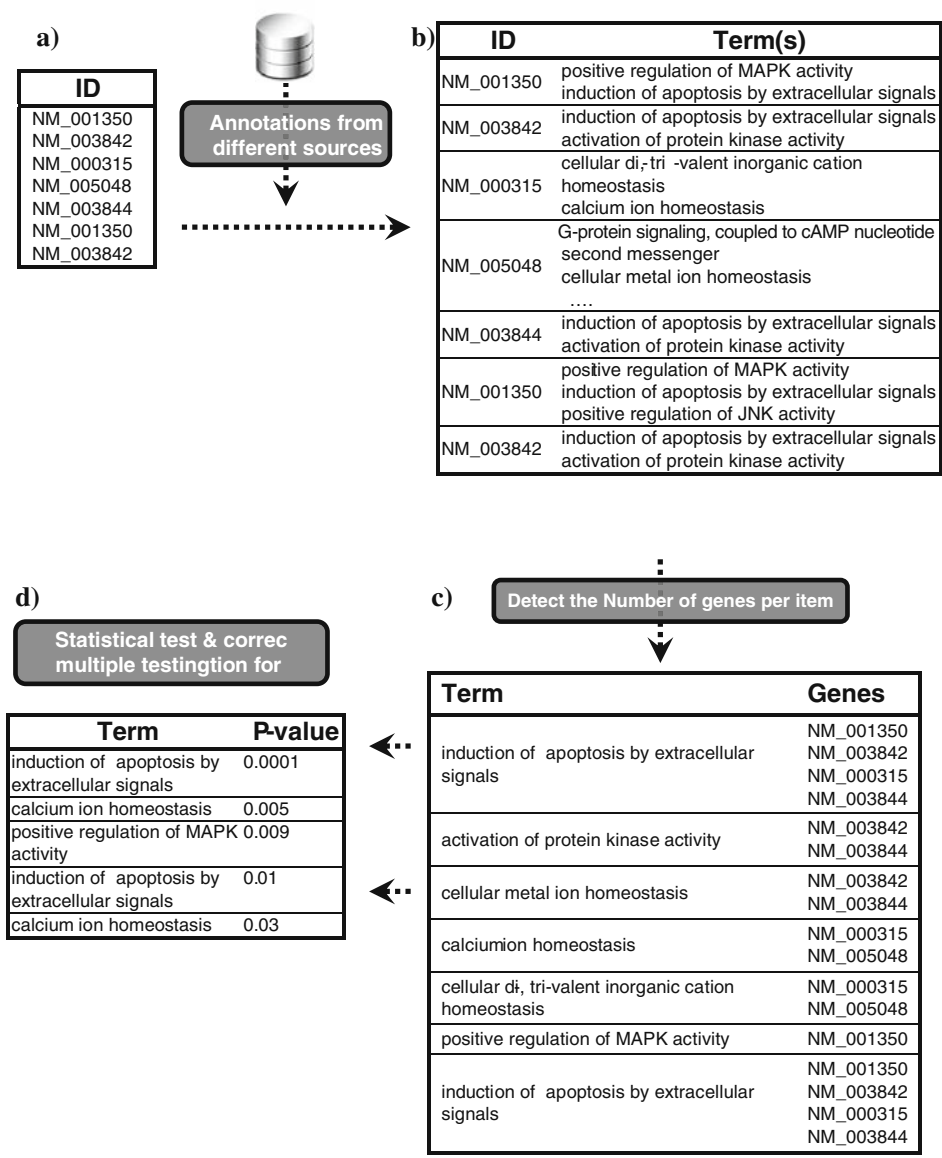 a)
ID
NM_001350
NM_003842
NM_000315
NM_005048
NM_003844
NM_001350
NM_003842
Annotations from
different sources
b)
ID Term(s)
NM_001350
positive regulation of MAPK activity
induction of apoptosis by extracellular signals
NM_003842
induction of apoptosis by extracellular signals
activation of protein kinase activity
NM_000315
cellular di,-tri -valent inorganic cation
homeostasis
calcium ion homeostasis
NM_005048
G-protein signaling, coupled to cAMP nucleotide
second messenger
cellular metal ion homeostasis
....
NM_003844
induction of apoptosis by extracellular signals
activation of protein kinase activity
NM_001350
positive regulation of MAPK activity
induction of apoptosis by extracellular signals
positive regulation of JNK activity
NM_003842
induction of apoptosis by extracellular signals
activation of protein kinase activity
c)
Detect the Number of genes per item
Term Genes
induction of apoptosis by extracellular
signals
NM_001350
NM_003842
NM_000315
NM_003844
activation of protein kinase activity
NM_003842
NM_003844
cellular metal ion homeostasis
NM_003842
NM_003844
calciumion homeostasis
NM_000315
NM_005048
cellular di-, tri-valent inorganic cation
homeostasis
NM_000315
NM_005048
positive regulation of MAPK activity NM_001350
induction of apoptosis by extracellular
signals
NM_001350
NM_003842
NM_000315
NM_003844
d)
Statistical test & correc
multiple testingtion for
Term P-value
induction of apoptosis by 0.0001
extracellular signals
calcium ion homeostasis 0.005
positive regulation of MAPK 0.009
activity
induction of apoptosis by 0.01
extracellular signals
calcium ion homeostasis 0.03